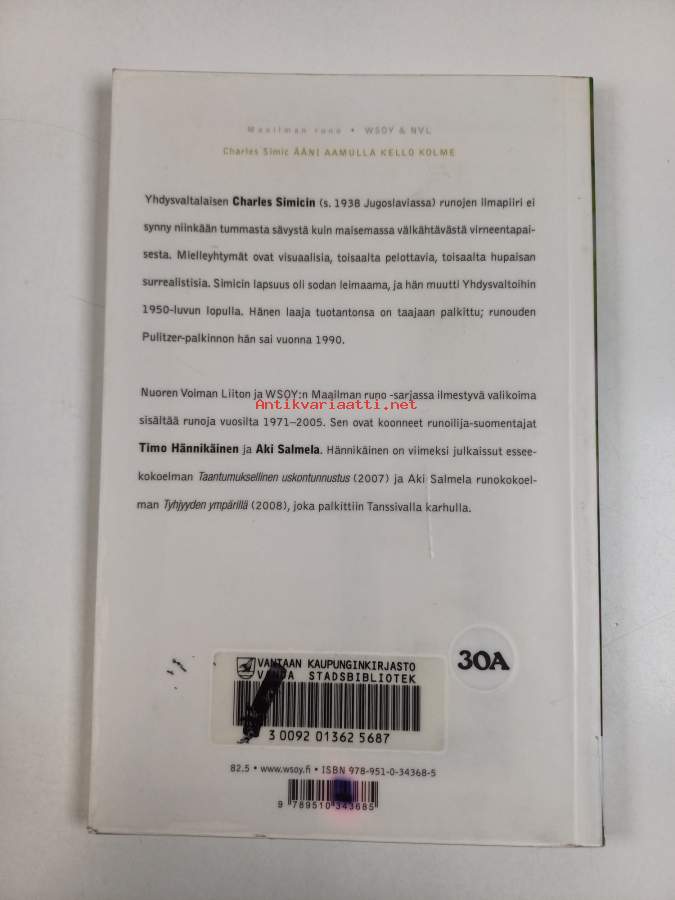 Maailman runo • WSOY & NVL
Charles Simic ÄÄNI AAMULLA KELLO KOLME
Yhdysvaltalaisen Charles Simicin (s. 1938 Jugoslaviassa) runojen ilmapiiri ei
synny niinkään tummasta sävystä kuin maisemassa välkähtävästä virneentapai-
sesta. Mielleyhtymät ovat visuaalisia, toisaalta pelottavia, toisaalta hupaisan
surrealistisia. Simicin lapsuus oli sodan leimaama, ja hän muutti Yhdysvaltoihin
1950-luvun lopulla. Hänen laaja tuotantonsa on taajaan palkittu; runouden
Pulitzer-palkinnon hän sai vuonna 1990.
Nuoren Voiman Liiton ja WSOY:n Maailman runo -sarjassa ilmestyvä valikoima
Antikvariaatti.net
sisältää runoja vuosilta 1971–2005. Sen ovat koonneet runoilija-suomentajat
Timo Hännikäinen ja Aki Salmela. Hännikäinen on viimeksi julkaissut essee-
kokoelman Taantumuksellinen uskontunnustus (2007) ja Aki Salmela runokokoel-
man Tyhjyyden ympärillä (2008), joka palkittiin Tanssivalla karhulla.
30A
VANTAAN KAUPUNGINKIRJASTO
VANDA STADSBIBLIOTEK
3 0092 01362 5687
82.5 • www.wsoy.fi • ISBN 978-951-0-34368-5
9 789510 343685